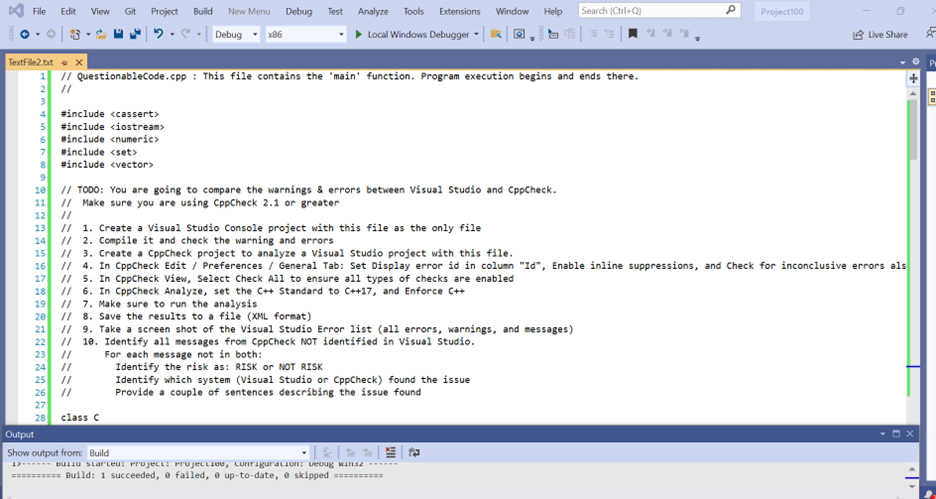 File Edit View Git Project Build New Menu Debug Test Analyze Tools Extensions Window Help Search (Ctrl+Q) Project100
Debug x86 Local Windows Debugger Live Share
TextFile2.txt
1 // QuestionableCode.cpp : This file contains the 'main' function. Program execution begins and ends there.
2 //
3
4 #include <cassert>
5 #include <iostream>
6 #include <numeric>
7 #include <set>
8 #include <vector>
9
10 // TODO: You are going to compare the warnings & errors between Visual Studio and CppCheck.
11 //  Make sure you are using CppCheck 2.1 or greater
12 //
13 //  1. Create a Visual Studio Console project with this file as the only file
14 //  2. Compile it and check the warning and errors
15 //  3. Create a CppCheck project to analyze a Visual Studio project with this file.
16 //  4. In CppCheck Edit / Preferences / General Tab: Set Display error id in column "Id", Enable inline suppressions, and Check for inconclusive errors als
17 //  5. In CppCheck View, Select Check All to ensure all types of checks are enabled
18 //  6. In CppCheck Analyze, set the C++ Standard to C++17, and Enforce C++
19 //  7. Make sure to run the analysis
20 //  8. Save the results to a file (XML format)
21 //  9. Take a screen shot of the Visual Studio Error list (all errors, warnings, and messages)
22 //  10. Identify all messages from CppCheck NOT identified in Visual Studio.
23 //      For each message not in both:
24 //        Identify the risk as: RISK or NOT RISK
25 //        Identify which system (Visual Studio or CppCheck) found the issue
26 //        Provide a couple of sentences describing the issue found
27
28 class C
Output
Show output from: Build
1>------ Build started: Project: Project100, Configuration: Debug Win32 ------
========== Build: 1 succeeded, 0 failed, 0 up-to-date, 0 skipped ==========